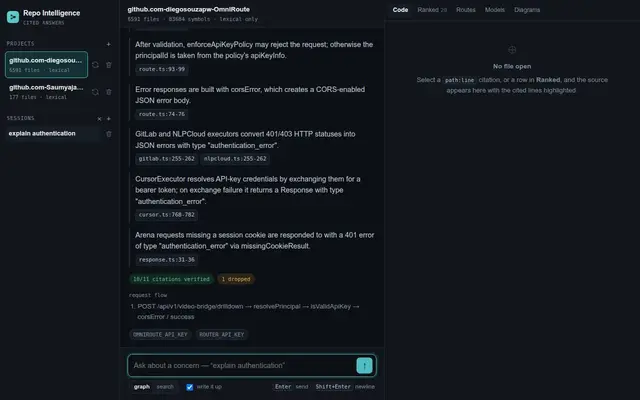 Repo Intelligence
CITED ANSWERS
PROJECTS +
github.com-diegosou...
6591 files · lexical
github.com-Saumyaja...
177 files · lexical
SESSIONS × +
explain authentication
github.com-diegosouzapw-OmniRoute
6591 files · 83684 symbols · lexical only
After validation, enforceApiKeyPolicy may reject the request; otherwise the
principalId is taken from the policy's apiKeyInfo.
route.ts:93-99
Error responses are built with corsError, which creates a CORS-enabled
JSON error body.
route.ts:74-76
GitLab and NLPCloud executors convert 401/403 HTTP statuses into
JSON errors with type "authentication_error".
gitlab.ts:255-262 nlpcloud.ts:255-262
CursorExecutor resolves API-key credentials by exchanging them for a
bearer token; on exchange failure it returns a Response with type
"authentication_error".
cursor.ts:768-782
Arena requests missing a session cookie are responded to with a 401 error
of type "authentication_error" via missingCookieResult.
response.ts:31-36
10/11 citations verified 1 dropped
request flow
1. POST /api/v1/video-bridge/drilldown → resolvePrincipal → isValidApiKey →
corsError / success
OMNIROUTE_API_KEY ROUTER_API_KEY
Ask about a concern — "explain authentication"
↑
graph search write it up Enter send Shift+Enter newline
Code Ranked Routes Models Diagrams
No file open
Select a path:line citation, or a row in Ranked, and the source
appears here with the cited lines highlighted.